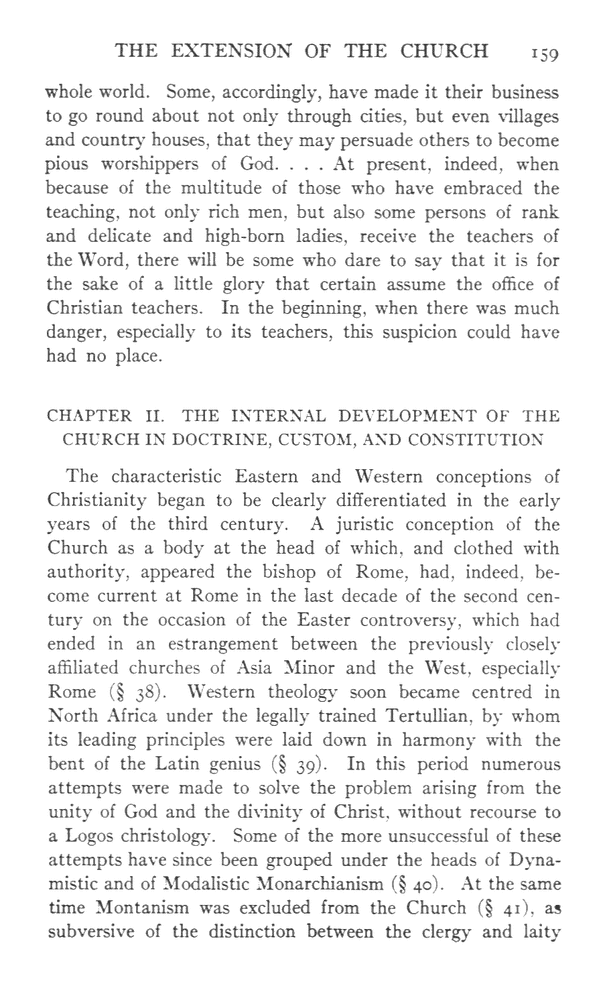 THE EXTENSION OF THE CHURCH 159
whole world. Some, accordingly, have made it their business
to go round about not only through cities, but even villages
and country houses, that they may persuade others to become
pious worshippers of God. . . . At present, indeed, when
because of the multitude of those who have embraced the
teaching, not only rich men, but also some persons of rank
and delicate and high-born ladies, receive the teachers of
the Word, there will be some who dare to say that it is for
the sake of a little glory that certain assume the office of
Christian teachers. In the beginning, when there was much
danger, especially to its teachers, this suspicion could have
had no place.
CHAPTER II. THE INTERNAL DEVELOPMENT OF THE
CHURCH IN DOCTRINE, CUSTOM, AND CONSTITUTION
The characteristic Eastern and Western conceptions of
Christianity began to be clearly differentiated in the early
years of the third century. A juristic conception of the
Church as a body at the head of which, and clothed with
authority, appeared the bishop of Rome, had, indeed, be-
come current at Rome in the last decade of the second cen-
tury on the occasion of the Easter controversy, which had
ended in an estrangement between the previously closely
affiliated churches of Asia Minor and the West, especially
Rome (§ 38). Western theology soon became centred in
North Africa under the legally trained Tertullian, by whom
its leading principles were laid down in harmony with the
bent of the Latin genius (§ 39). In this period numerous
attempts were made to solve the problem arising from the
unity of God and the divinity of Christ, without recourse to
a Logos christology. Some of the more unsuccessful of these
attempts have since been grouped under the heads of Dyna-
mistic and of Modalistic Monarchianism (§ 40). At the same
time Montanism was excluded from the Church (§ 41), as
subversive of the distinction between the clergy and laity